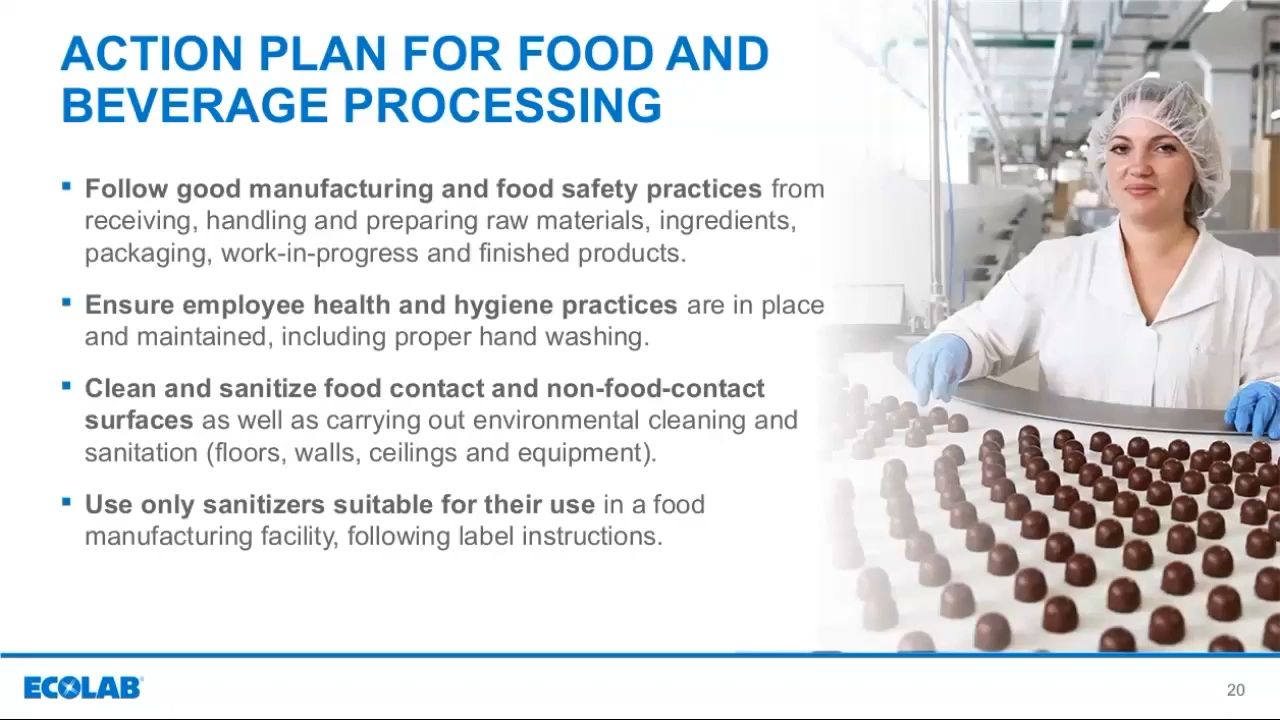 ACTION PLAN FOR FOOD AND
BEVERAGE PROCESSING
▪ Follow good manufacturing and food safety practices from
receiving, handling and preparing raw materials, ingredients,
packaging, work-in-progress and finished products.
▪ Ensure employee health and hygiene practices are in place
and maintained, including proper hand washing.
▪ Clean and sanitize food contact and non-food-contact
surfaces as well as carrying out environmental cleaning and
sanitation (floors, walls, ceilings and equipment).
▪ Use only sanitizers suitable for their use in a food
manufacturing facility, following label instructions.
ECOLAB®
20